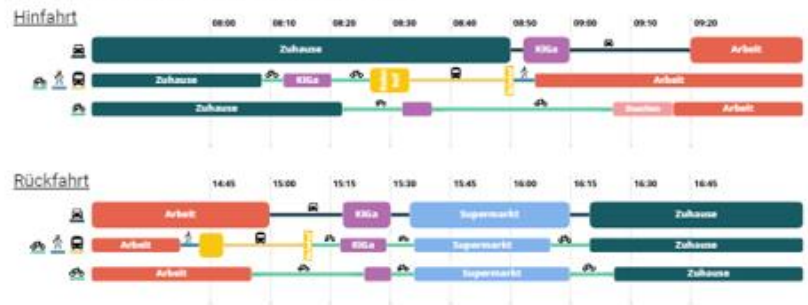 Hinfahrt
08:00 08:10 08:20 08:30 08:40 08:50 09:00 09:10 09:20
Zuhause KiGa Arbeit
Zuhause KiGa Arbeit
Zuhause Arbeit
Rückfahrt
14:45 15:00 15:15 15:30 15:45 16:00 16:15 16:30 16:45
Arbeit KiGa Supermarkt Zuhause
Arbeit KiGa Supermarkt Zuhause
Arbeit Supermarkt Zuhause